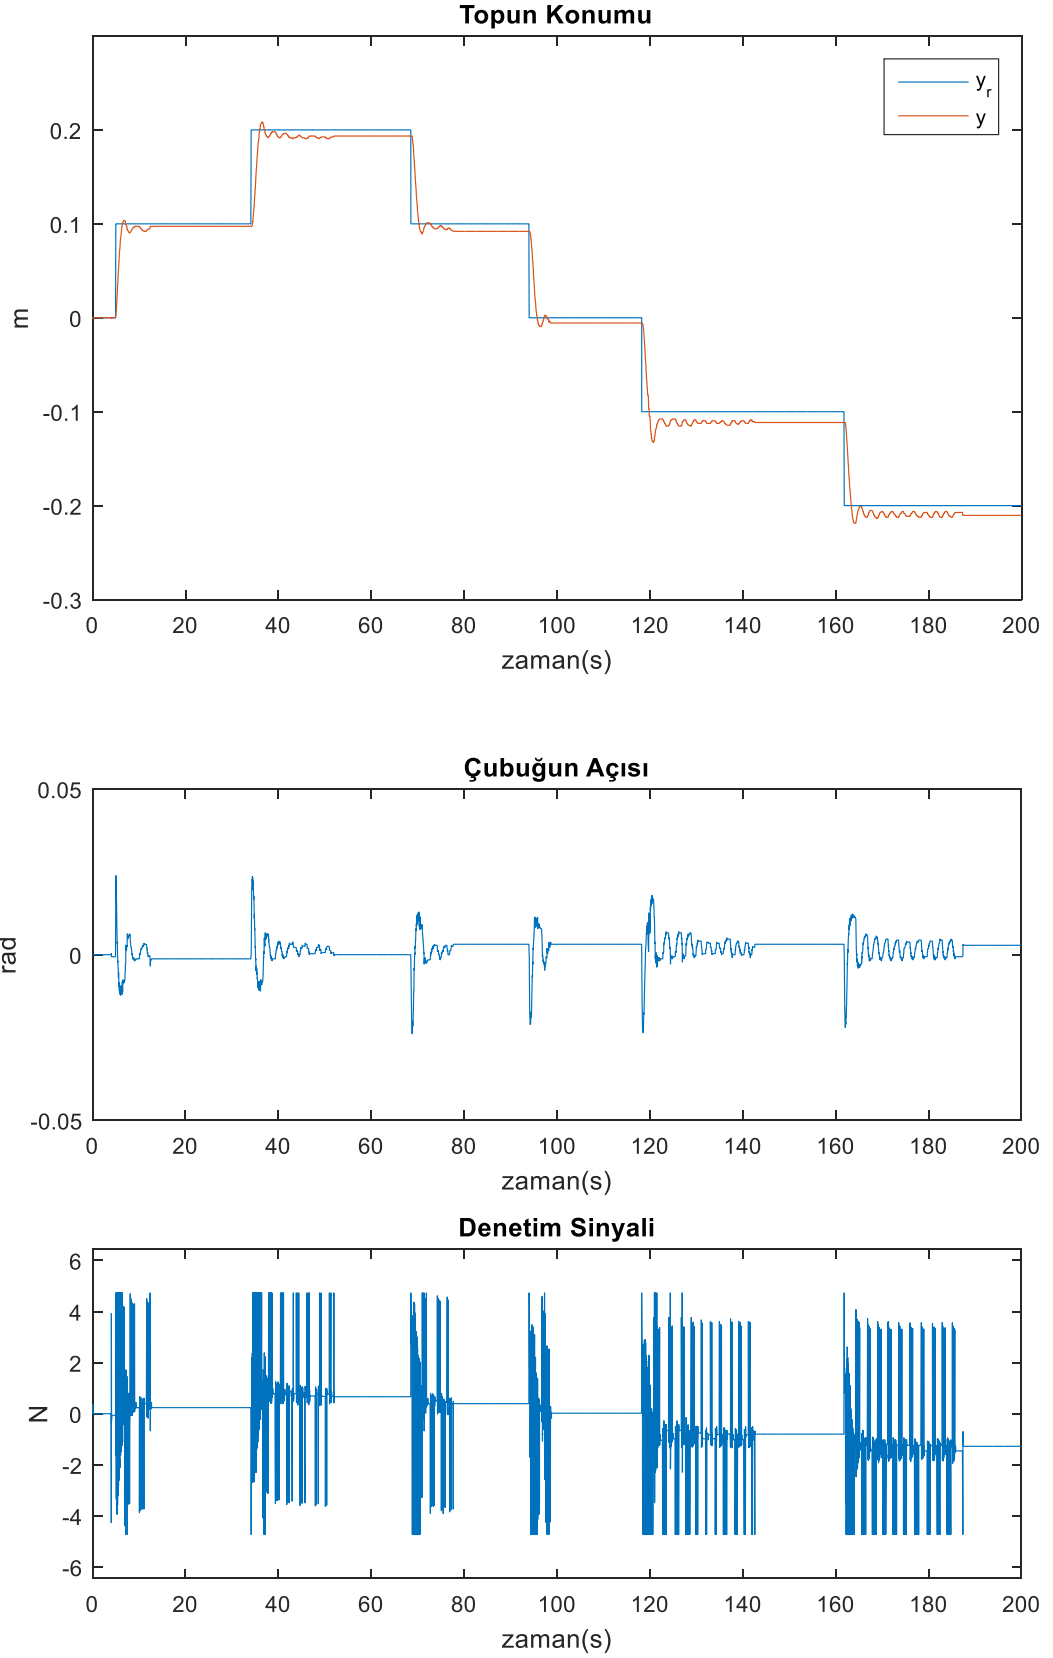 Topun Konumu
y_r
y
0.2
0.1
0
-0.1
-0.2
-0.3
m
0 20 40 60 80 100 120 140 160 180 200
zaman(s)
Çubuğun Açısı
0.05
0
-0.05
rad
0 20 40 60 80 100 120 140 160 180 200
zaman(s)
Denetim Sinyali
6
4
2
0
-2
-4
-6
N
0 20 40 60 80 100 120 140 160 180 200
zaman(s)